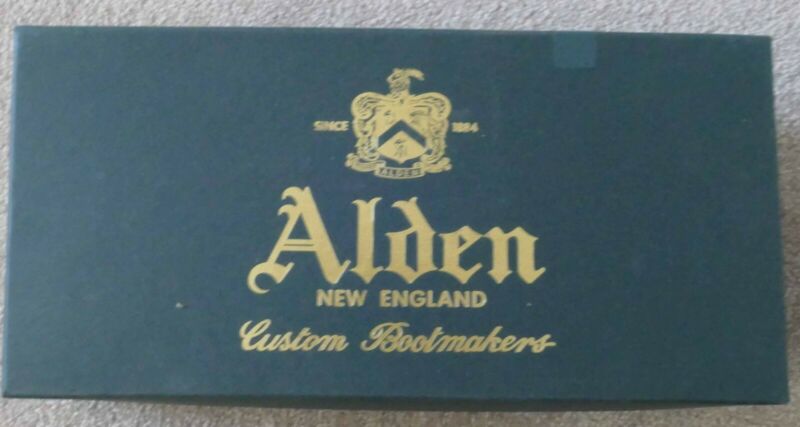 SINCE 1884
ALDEN
Alden
NEW ENGLAND
Custom Bootmakers